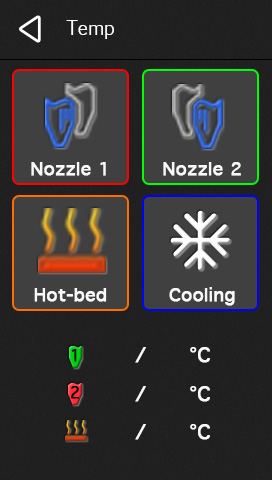 Temp
Nozzle 1
Nozzle 2
Hot-bed
Cooling
1 / °C
2 / °C
/ °C